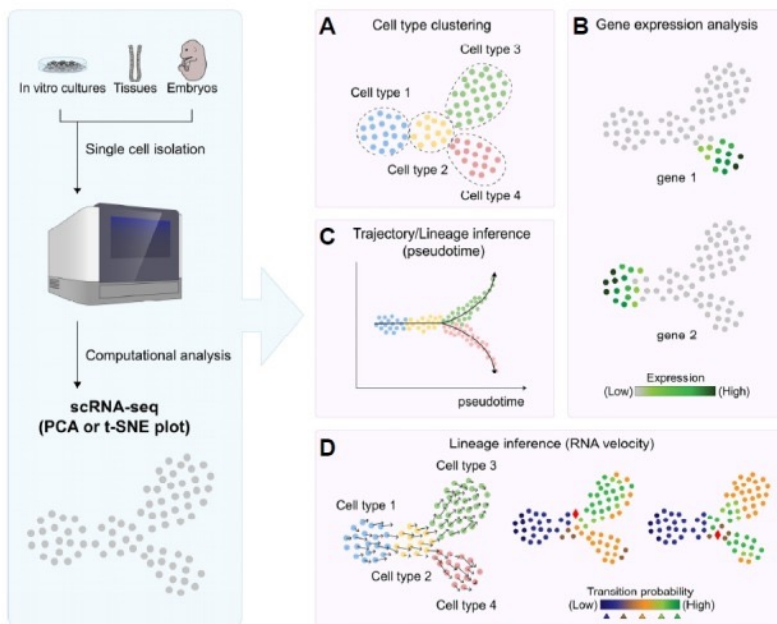 In vitro cultures Tissues Embryos
Single cell isolation
Computational analysis
scRNA-seq
(PCA or t-SNE plot)
A
Cell type clustering
Cell type 3
Cell type 1
Cell type 2
Cell type 4
B
Gene expression analysis
gene 1
gene 2
Expression
(Low) (High)
C
Trajectory/Lineage inference
(pseudotime)
pseudotime
D
Lineage inference (RNA velocity)
Cell type 3
Cell type 1
Cell type 2
Cell type 4
Transition probability
(Low) (High)